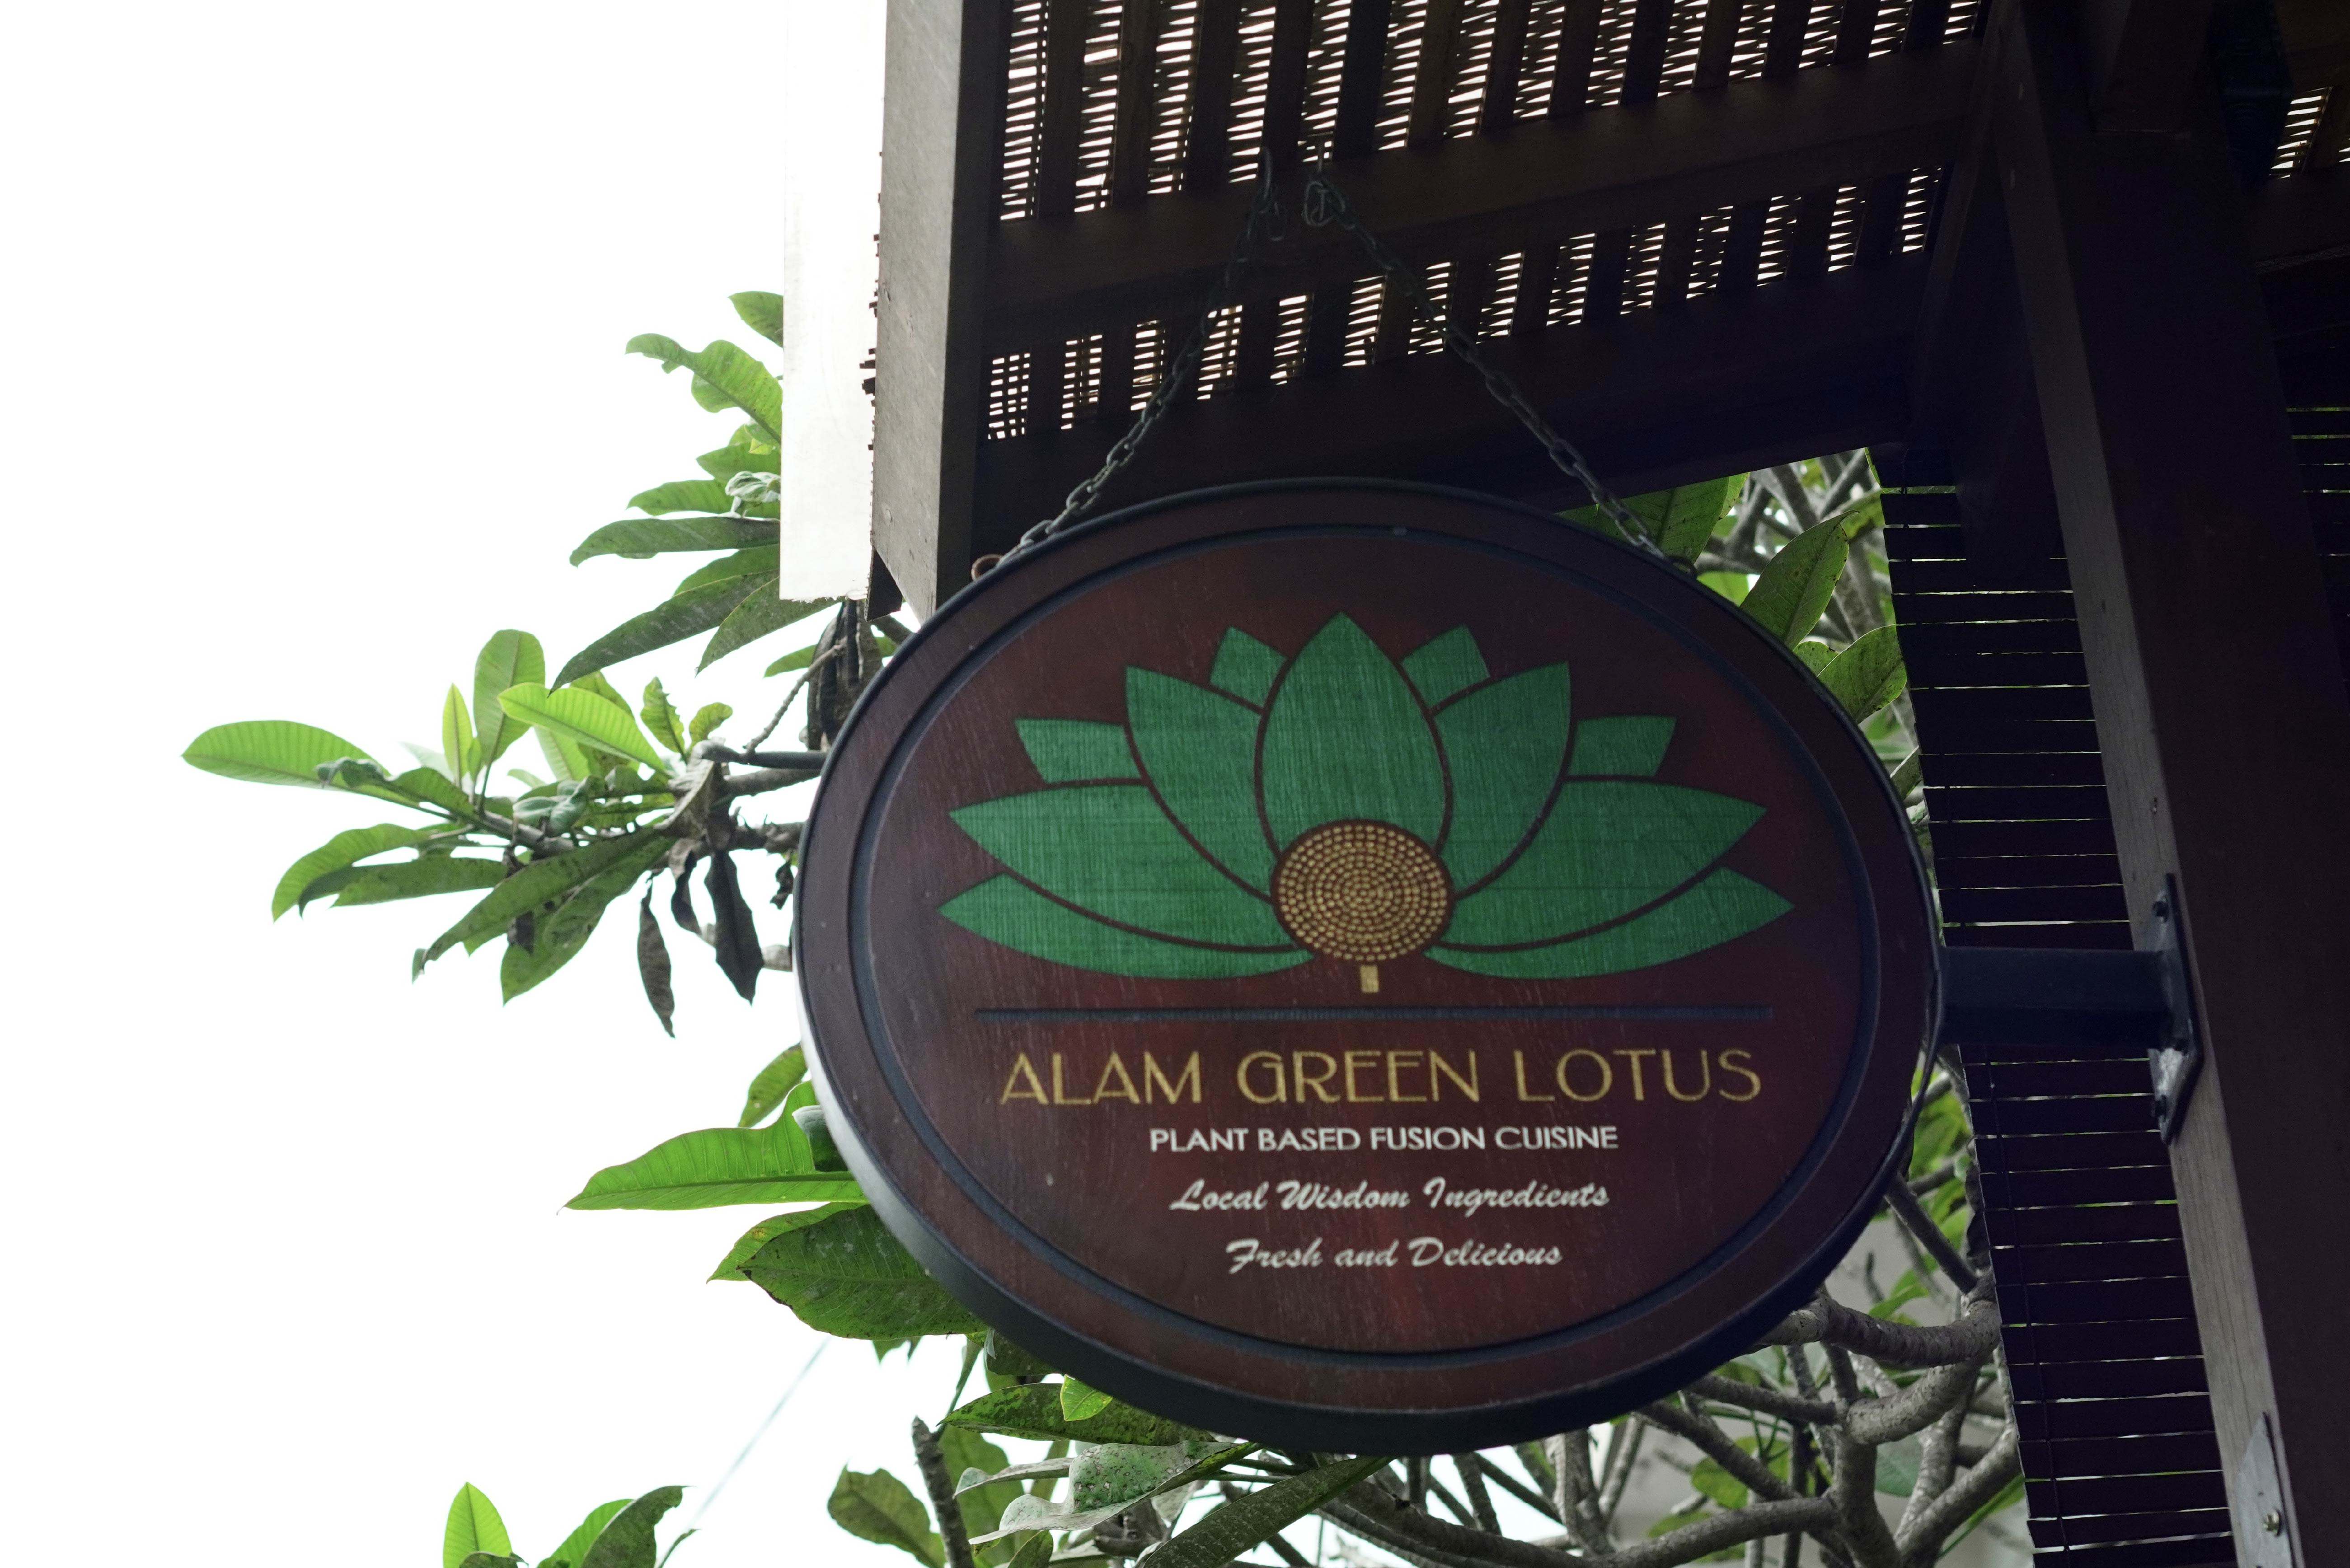 ALAM GREEN LOTUS
PLANT BASED FUSION CUISINE
Local Wisdom Ingredients
Fresh and Delicious